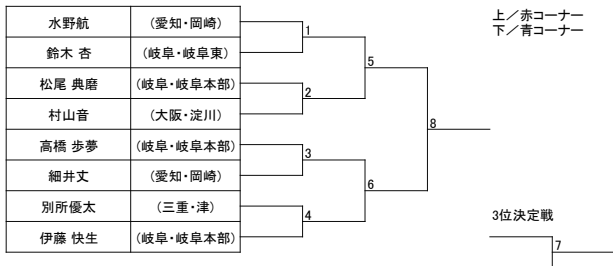 水野航 (愛知・岡崎)
鈴木 杏 (岐阜・岐阜東)
松尾 典磨 (岐阜・岐阜本部)
村山音 (大阪・淀川)
高橋 歩夢 (岐阜・岐阜本部)
細井丈 (愛知・岡崎)
別所優太 (三重・津)
伊藤 快生 (岐阜・岐阜本部)
1
2
3
4
5
6
8
上／赤コーナー
下／青コーナー
3位決定戦
7